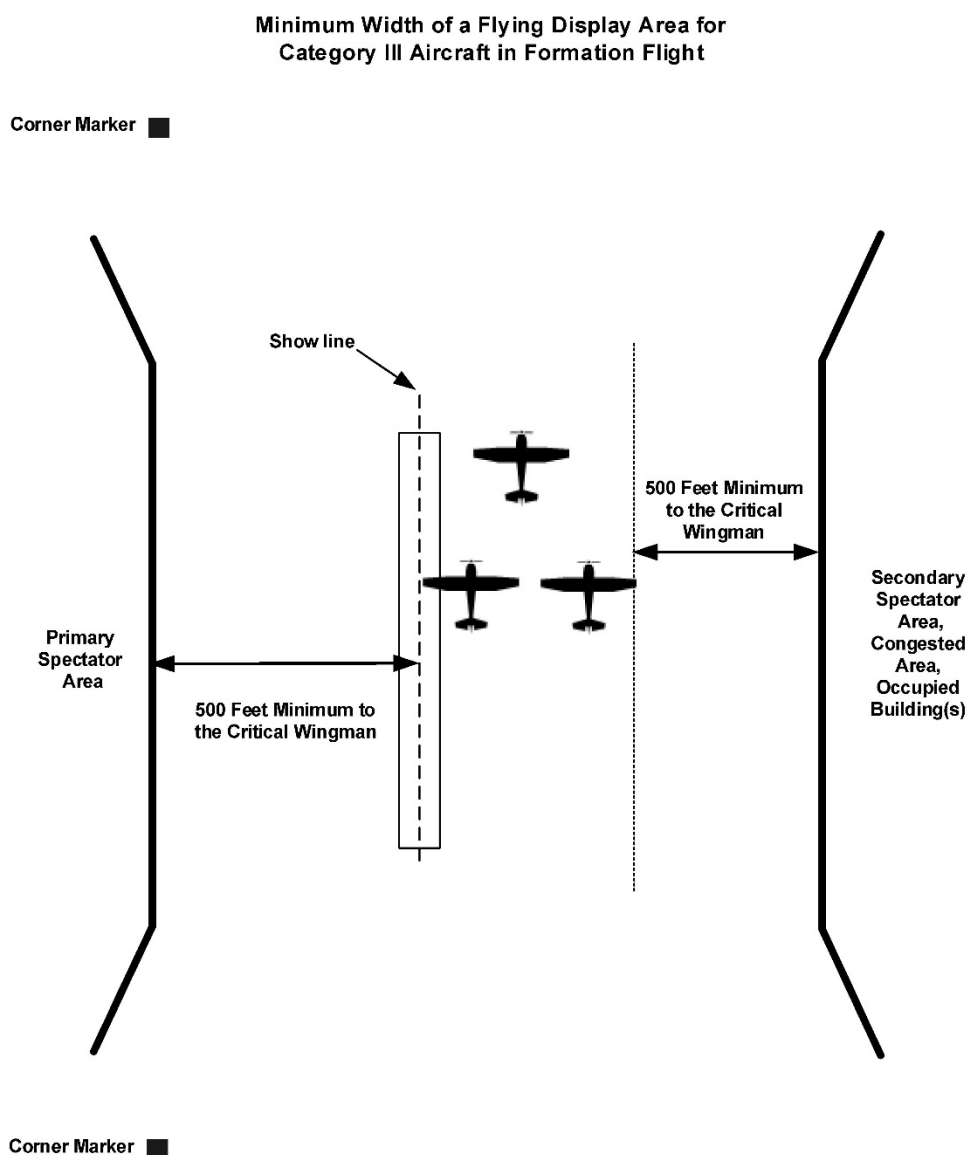 Minimum Width of a Flying Display Area for
Category III Aircraft in Formation Flight
Corner Marker
Show line
500 Feet Minimum
to the Critical
Wingman
Primary
Spectator
Area
500 Feet Minimum to
the Critical Wingman
Secondary
Spectator
Area,
Congested
Area,
Occupied
Building(s)
Corner Marker